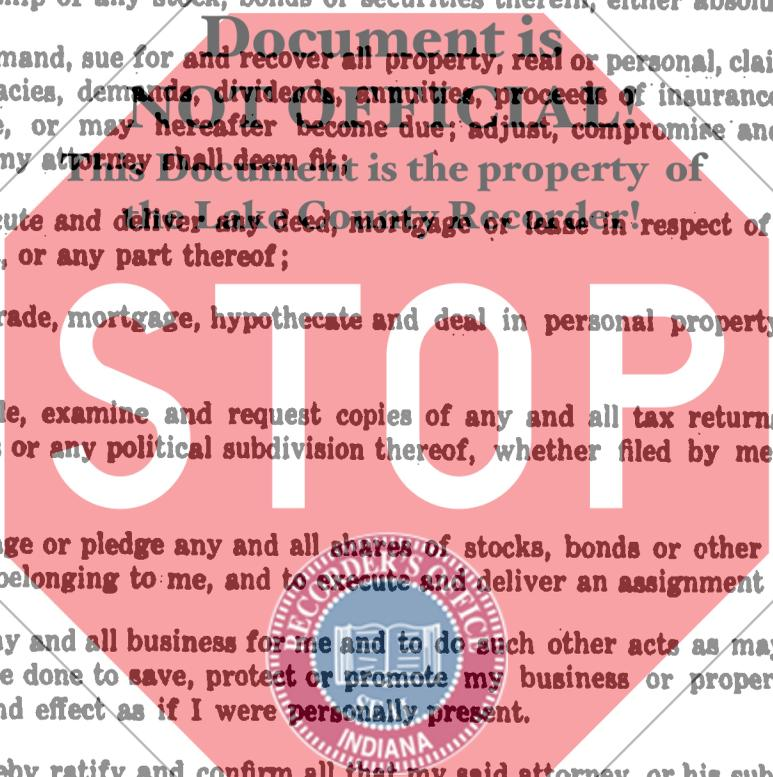 ship of any stock, bonds or securities therein, either absolu
mand, sue for and recover all property, real or personal, clai
acies, demands, dividends, annuities, proceeds of insurance
e, or may hereafter become due; adjust, compromise and
my attorney shall deem fit;
cute and deliver any deed, mortgage or lease in respect of
, or any part thereof;
rade, mortgage, hypothecate and deal in personal property
le, examine and request copies of any and all tax return
s or any political subdivision thereof, whether filed by me
age or pledge any and all shares of stocks, bonds or other
belonging to me, and to execute and deliver an assignment
ay and all business for me and to do such other acts as may
e done to save, protect or promote my business or proper
nd effect as if I were personally present.
eby ratify and confirm all that my said attorney, or his sub
Document is
NOT OFFICIAL!
This Document is the property of
the Lake County Recorder!
STOP
RECORDER'S OFFICE
INDIANA